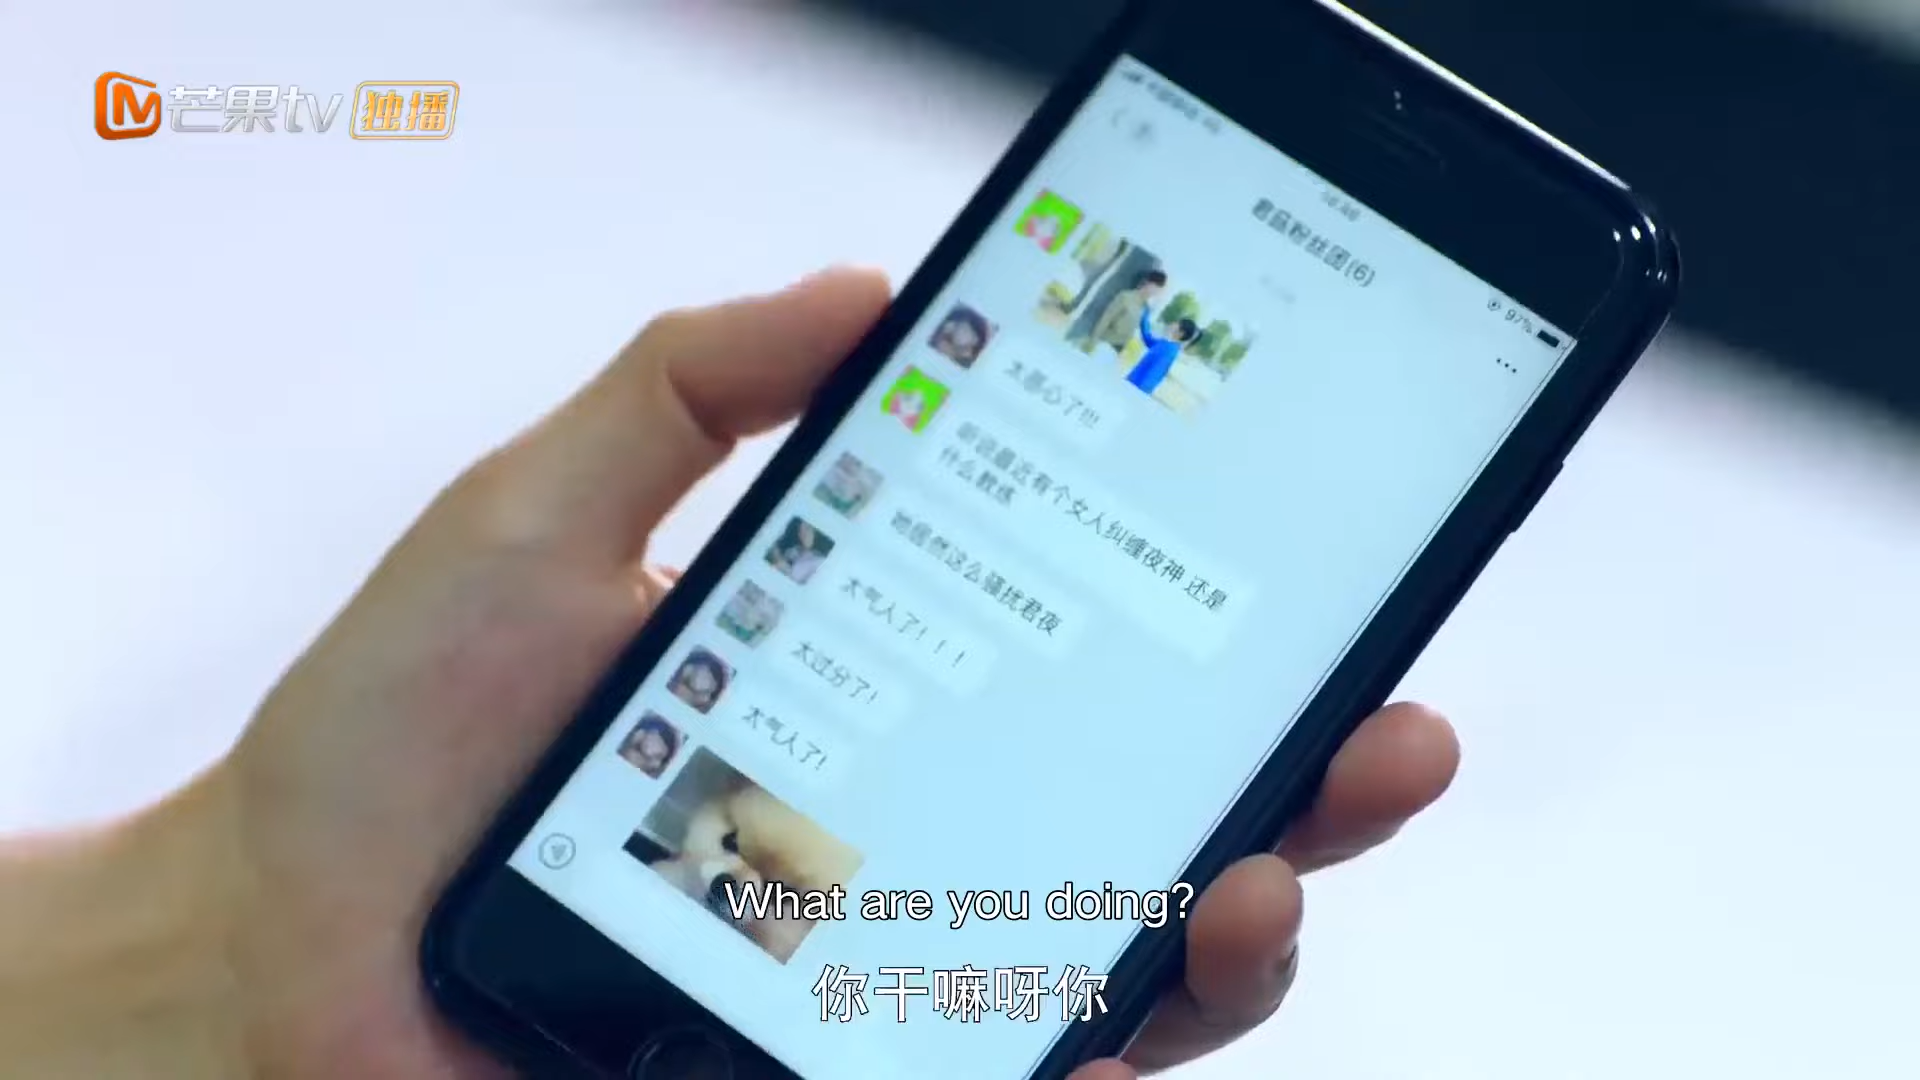 芒果tv 独播
97%
粉丝团(6)
太恶心了!!!
听说最近有个女人纠缠夜神 还是
什么教练
她居然这么骚扰君夜
太气人了！！！
太过分了！
太气人了！
What are you doing?
你干嘛呀你